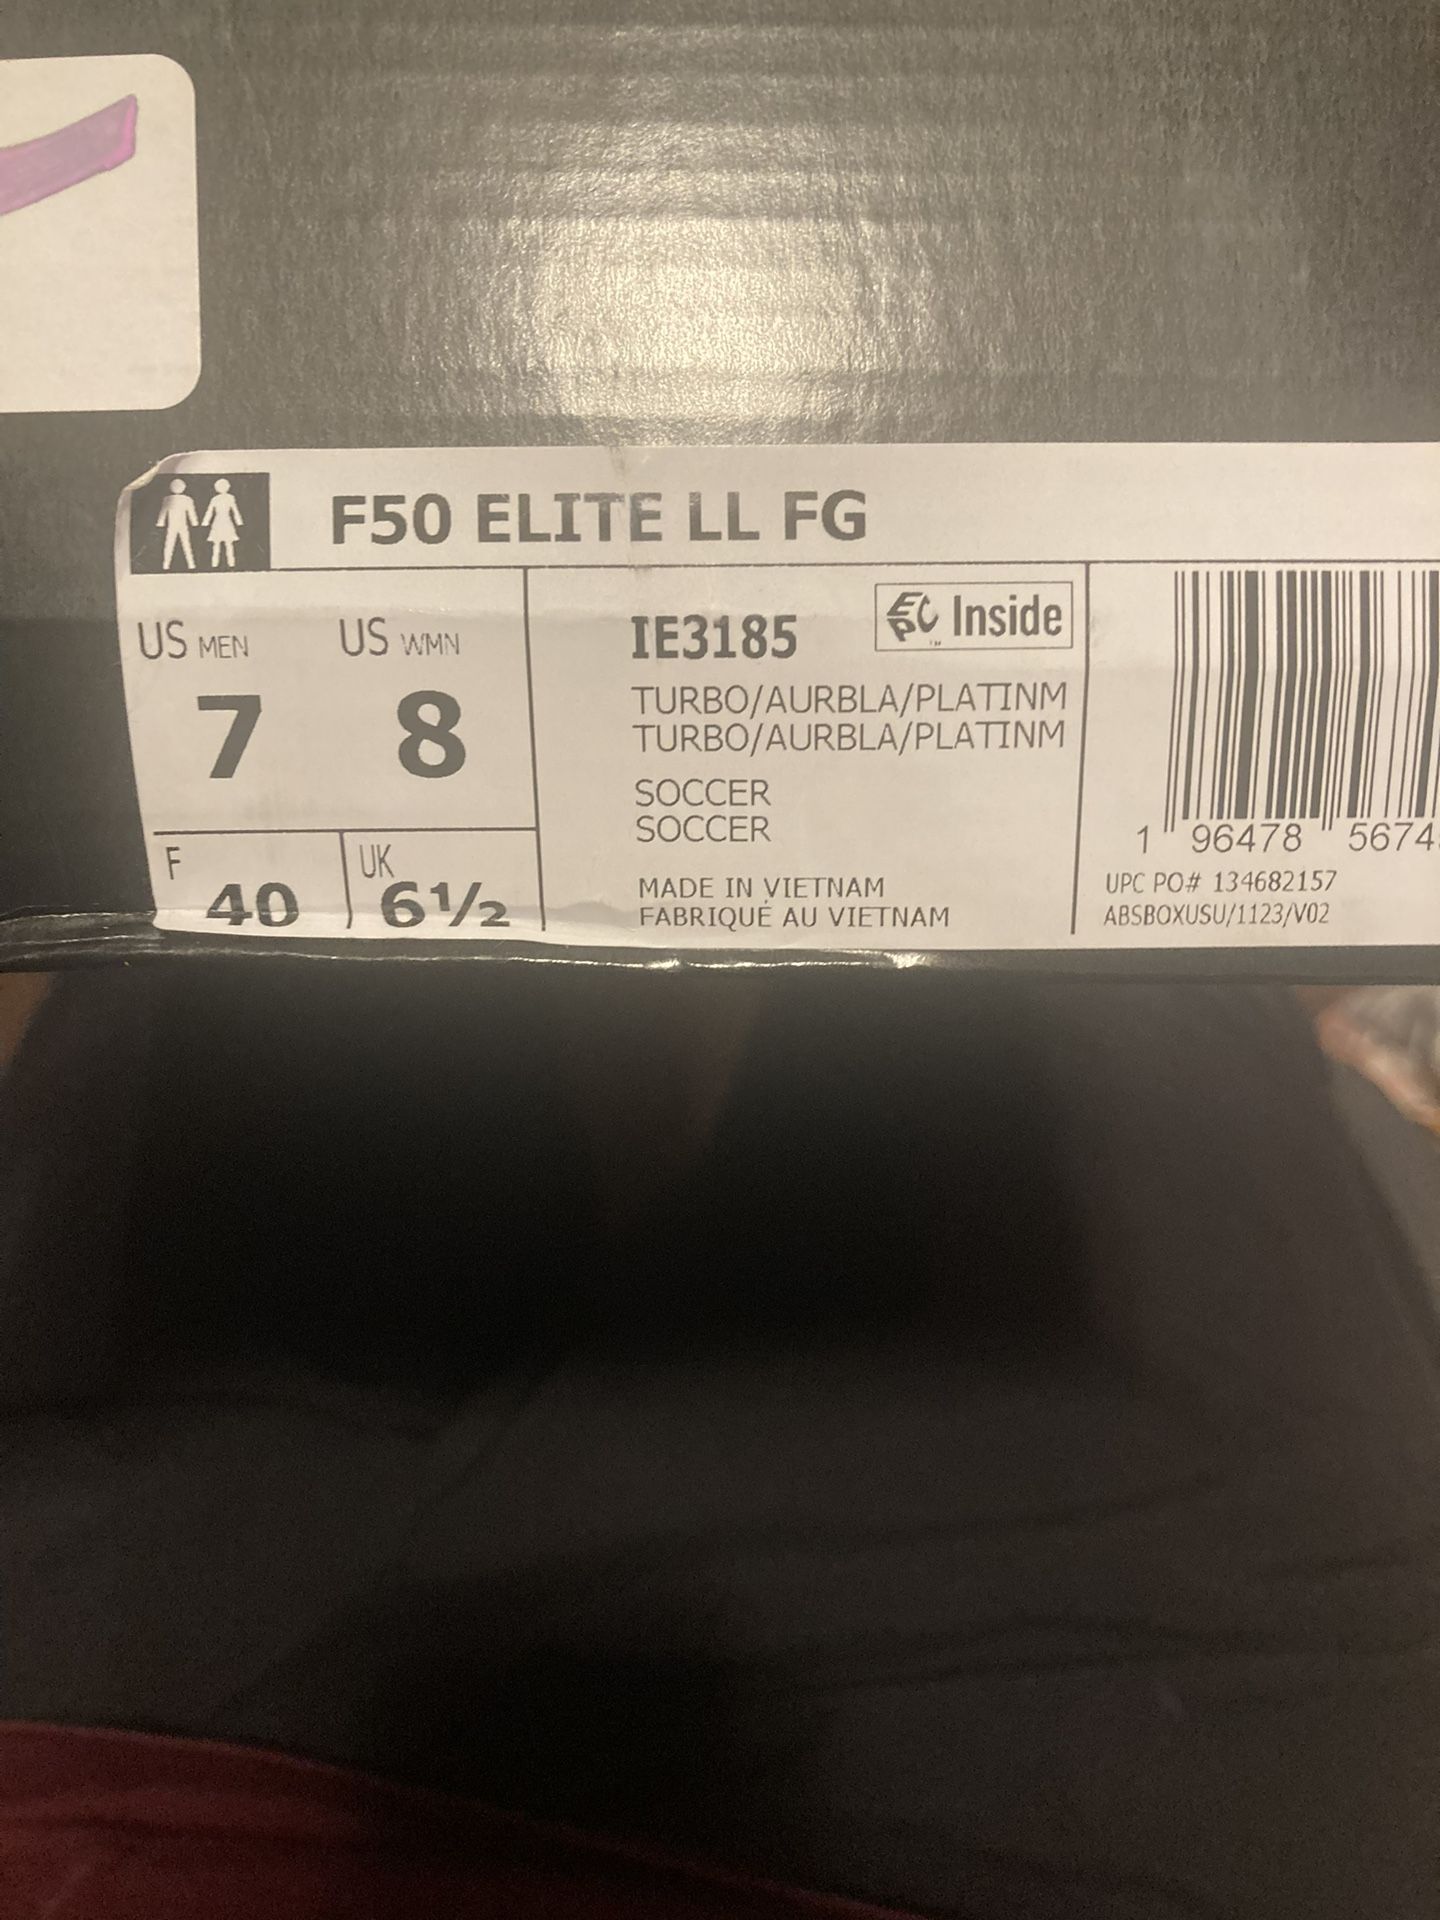 F50 ELITE LL FG
US MEN US WMN
7 8
F 40 UK 6½
IE3185 EPC Inside
TURBO/AURBLA/PLATINM
TURBO/AURBLA/PLATINM
SOCCER
SOCCER
MADE IN VIETNAM
FABRIQUÉ AU VIETNAM
1 96478 5674
UPC PO# 134682157
ABSBOXUSU/1123/V02